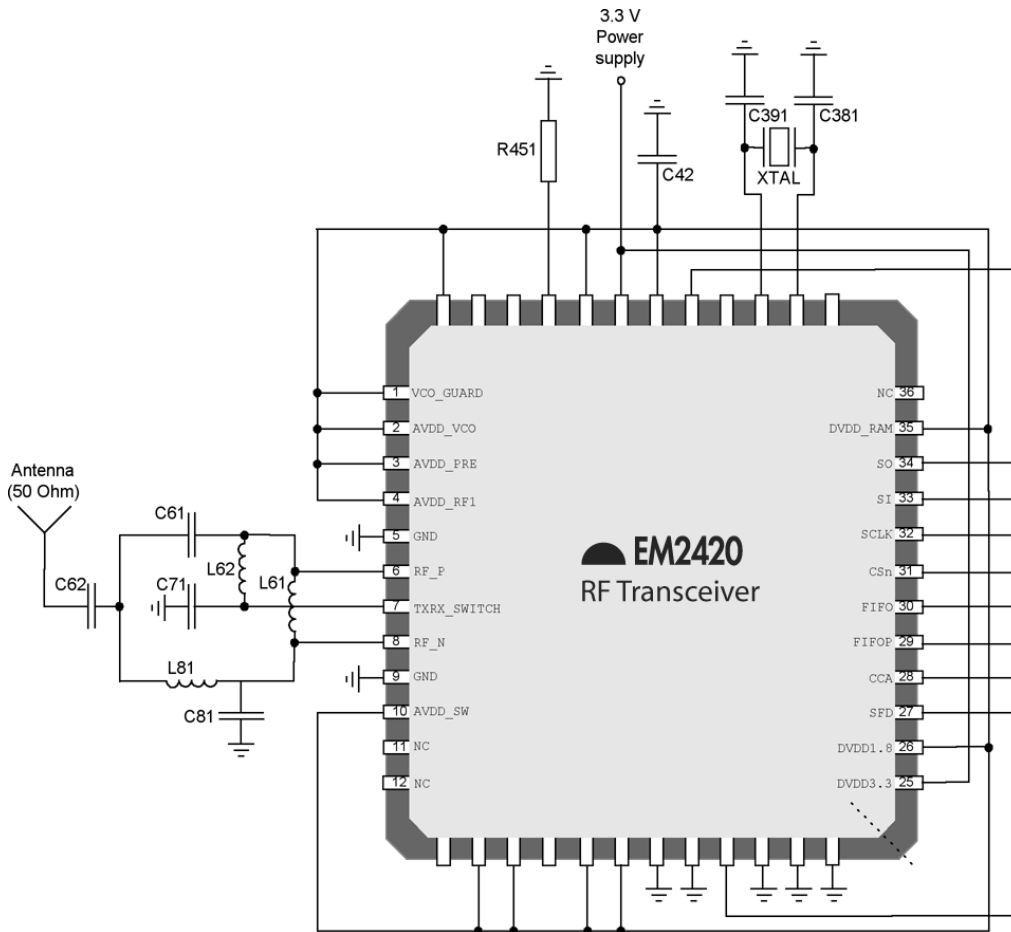 3.3 V
Power
supply
C391
C381
R451
C42
XTAL
1 VCO_GUARD
NC 36
2 AVDD_VCO
DVDD_RAM 35
3 AVDD_PRE
SO 34
Antenna
(50 Ohm)
4 AVDD_RF1
SI 33
C61
5 GND
SCLK 32
EM2420
RF Transceiver
C62
L62
C71
L61
6 RF_P
CSn 31
7 TXRX_SWITCH
FIFO 30
8 RF_N
FIFOP 29
L81
9 GND
CCA 28
C81
10 AVDD_SW
SFD 27
11 NC
DVDD1.8 26
12 NC
DVDD3.3 25